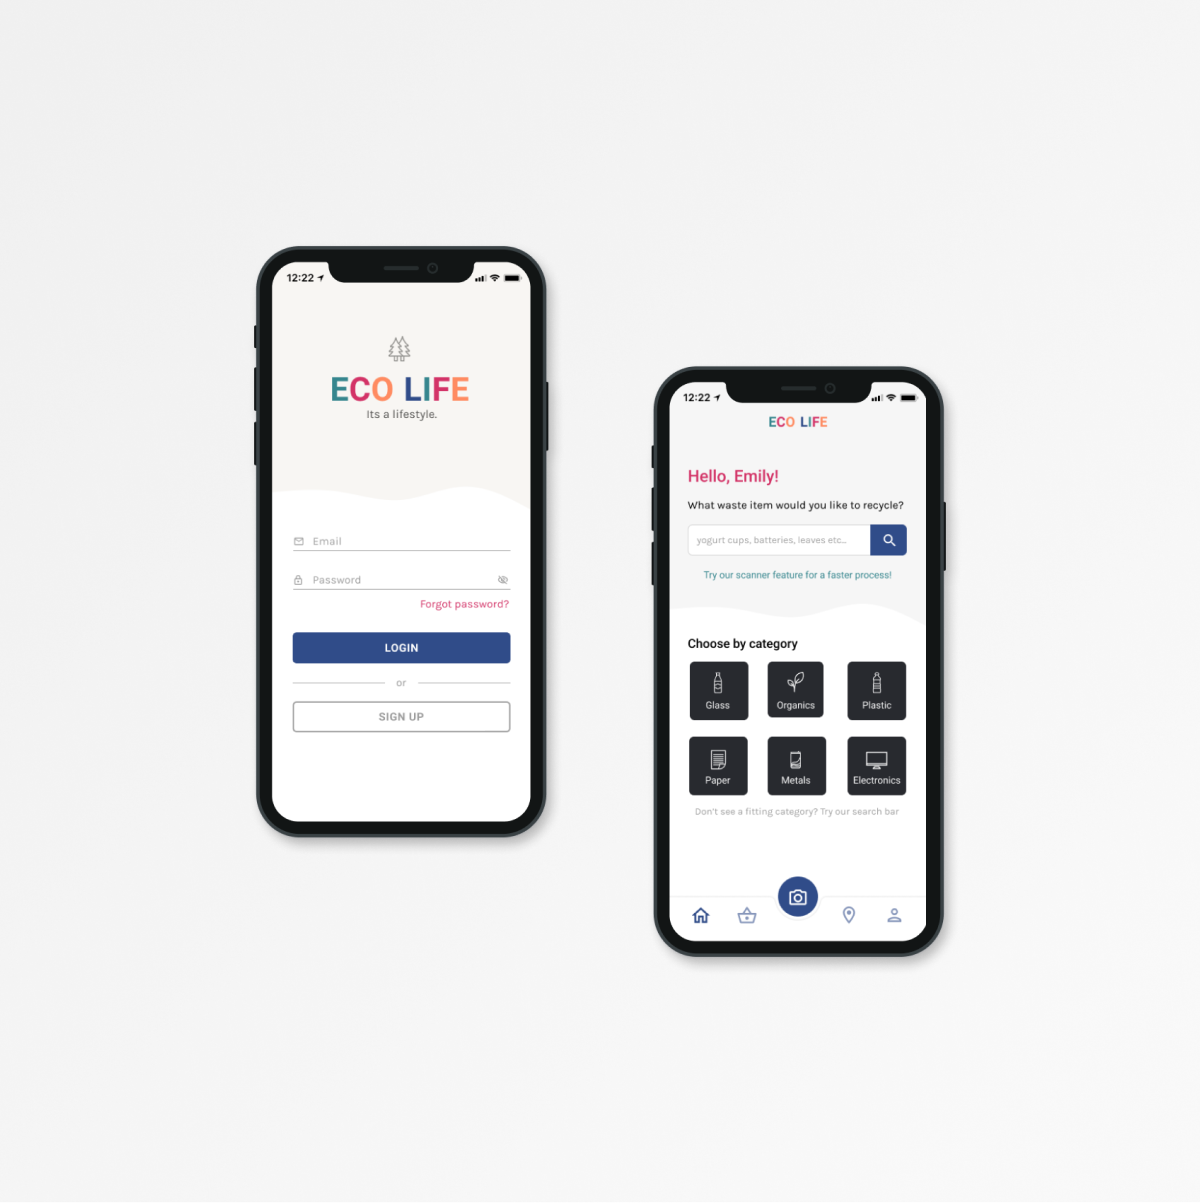 12:22
ECO LIFE
Its a lifestyle.
Email
Password
Forgot password?
LOGIN
or
SIGN UP
12:22
ECO LIFE
Hello, Emily!
What waste item would you like to recycle?
yogurt cups, batteries, leaves etc...
Try our scanner feature for a faster process!
Choose by category
Glass Organics Plastic
Paper Metals Electronics
Don't see a fitting category? Try our search bar